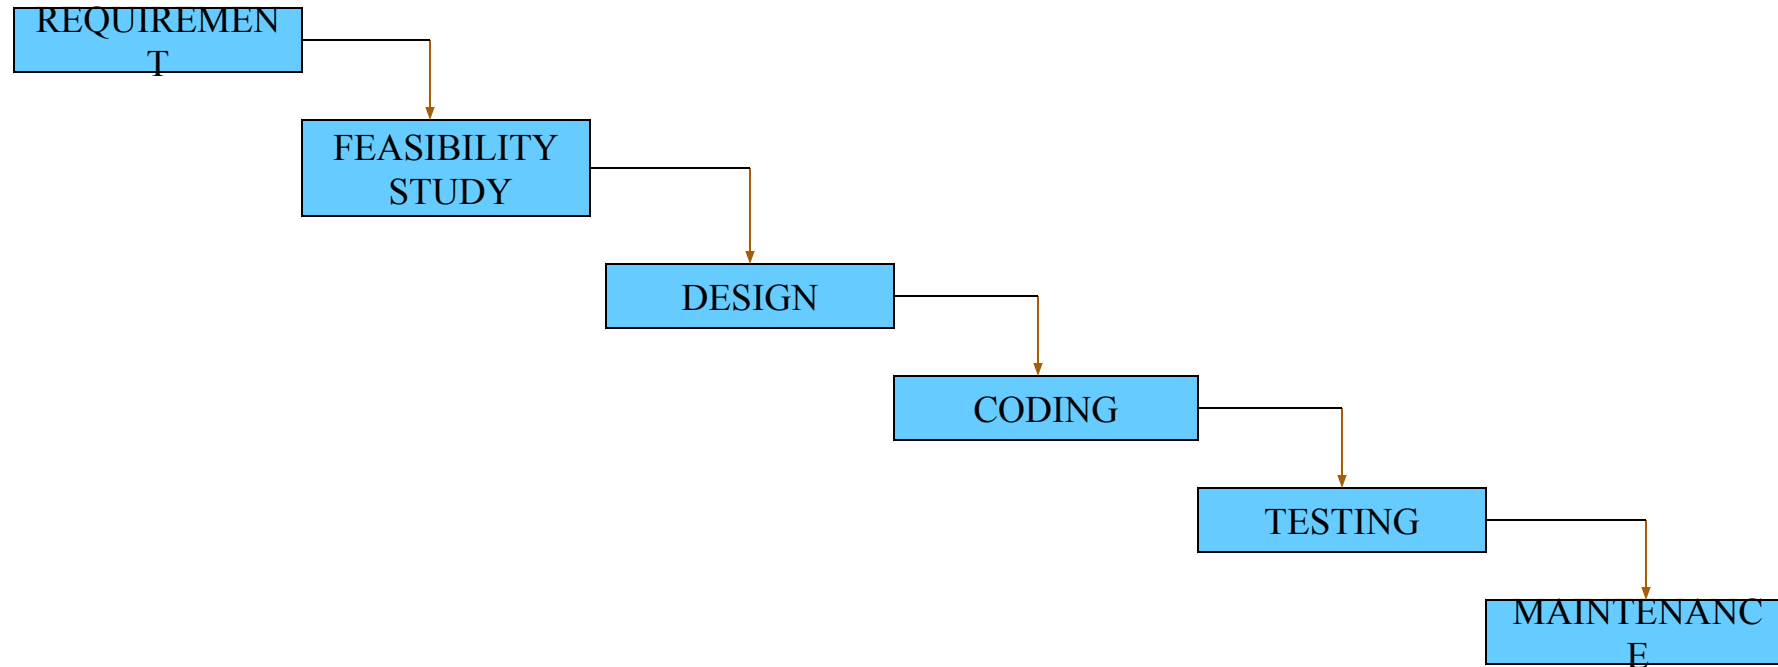 REQUIREMEN
T
FEASIBILITY
STUDY
DESIGN
CODING
TESTING
MAINTENANC
E